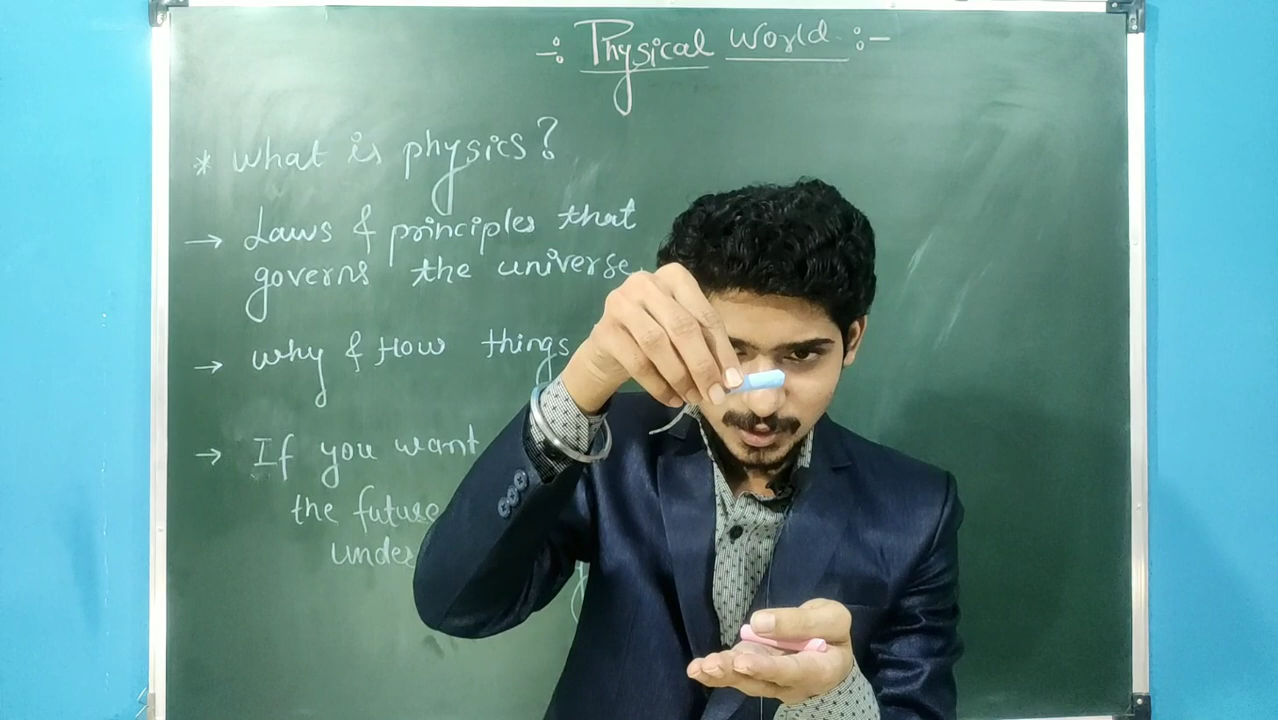 -:  Physical World :-
* What is physics?
→ Laws & principles that
governs the universe
→ why & How things
→ If you want
the future
under